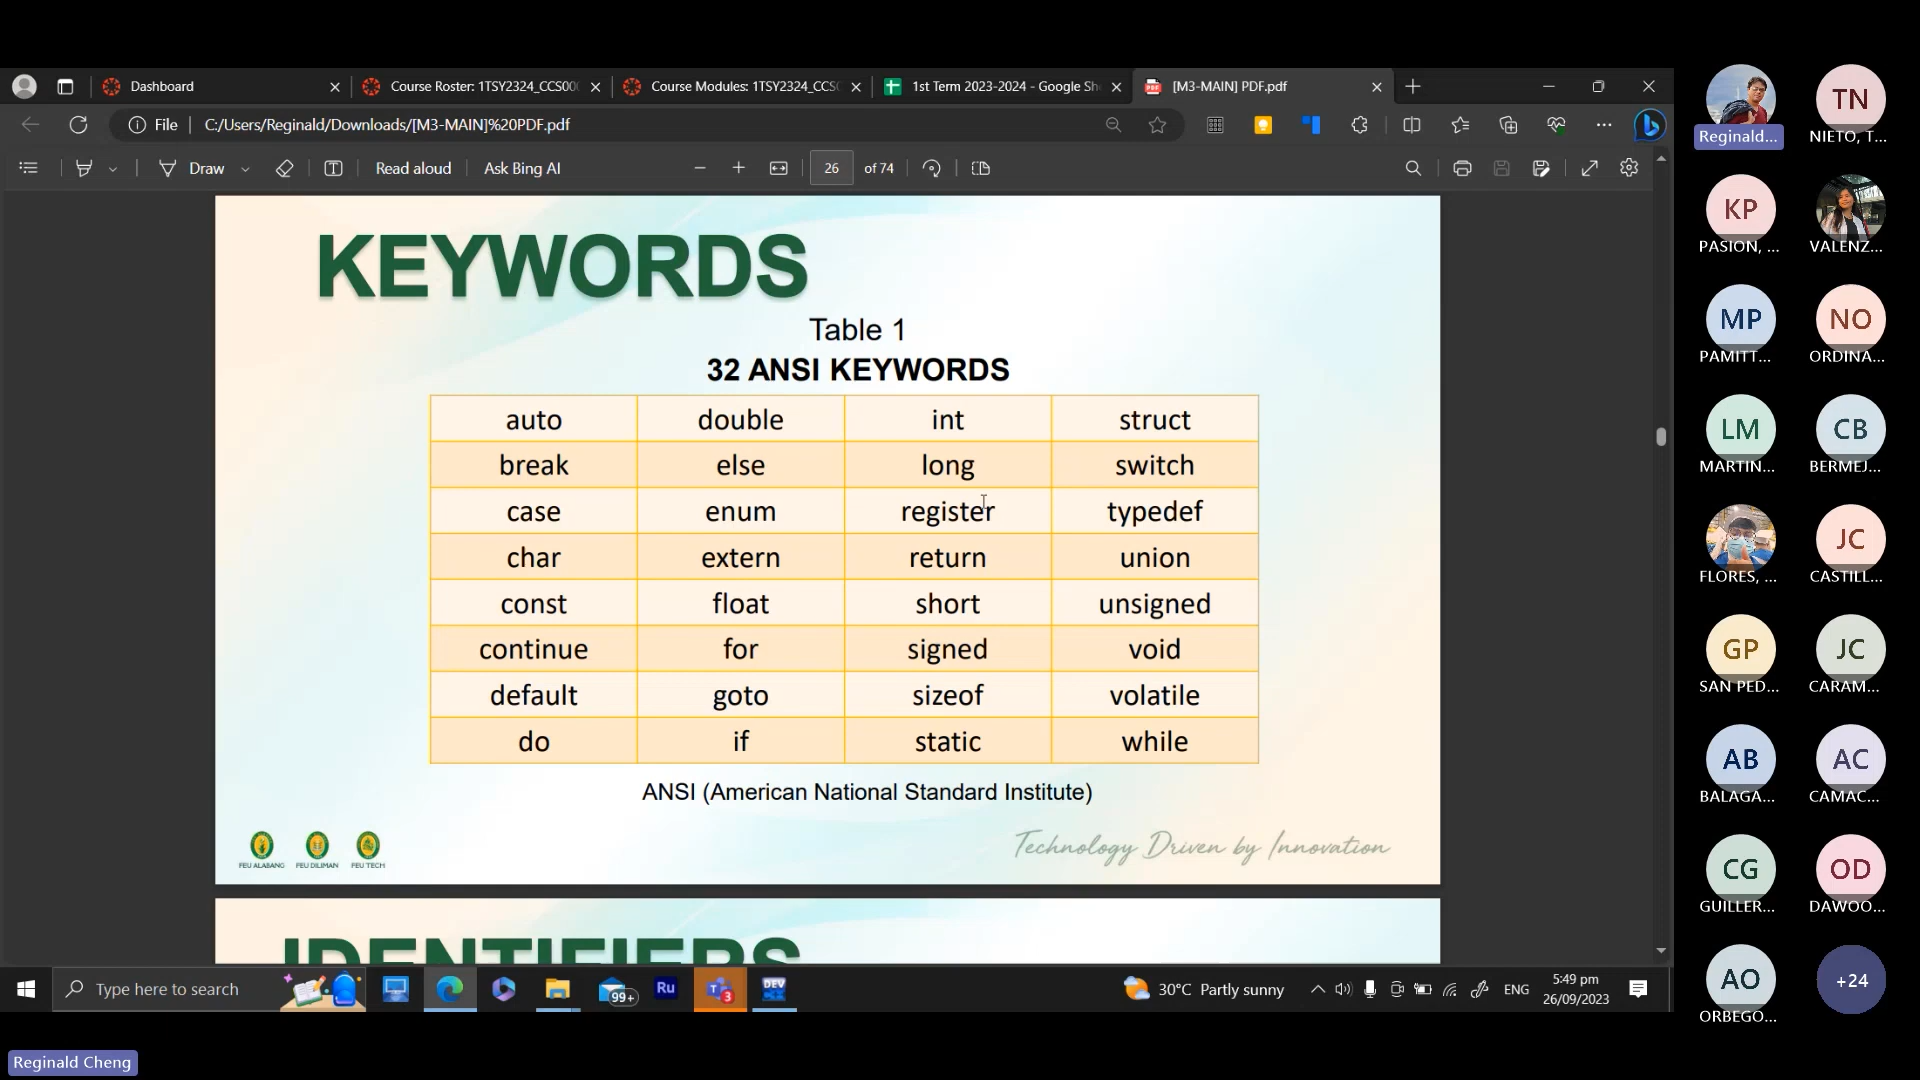 Dashboard
Course Roster: 1TSY2324_CCS00
Course Modules: 1TSY2324_CCS
1st Term 2023-2024 - Google Sh
[M3-MAIN] PDF.pdf
File
C:/Users/Reginald/Downloads/[M3-MAIN]%20PDF.pdf
Draw
Read aloud
Ask Bing AI
26 of 74
KEYWORDS
Table 1
32 ANSI KEYWORDS
auto double int struct
break else long switch
case enum register typedef
char extern return union
const float short unsigned
continue for signed void
default goto sizeof volatile
do if static while
ANSI (American National Standard Institute)
FEU ALABANG FEU DILIMAN FEU TECH
Technology Driven by Innovation
IDENTIFIERS
Type here to search
99+
Ru
T 3
DEV
30°C Partly sunny
ENG
5:49 pm
26/09/2023
Reginald Cheng
Reginald...
TN
NIETO, T...
KP
PASION, ...
VALENZ...
MP
PAMITT...
NO
ORDINA...
LM
MARTIN...
CB
BERMEJ...
FLORES, ...
JC
CASTILL...
GP
SAN PED...
JC
CARAM...
AB
BALAGA...
AC
CAMAC...
CG
GUILLER...
OD
DAWOO...
AO
ORBEGO...
+24